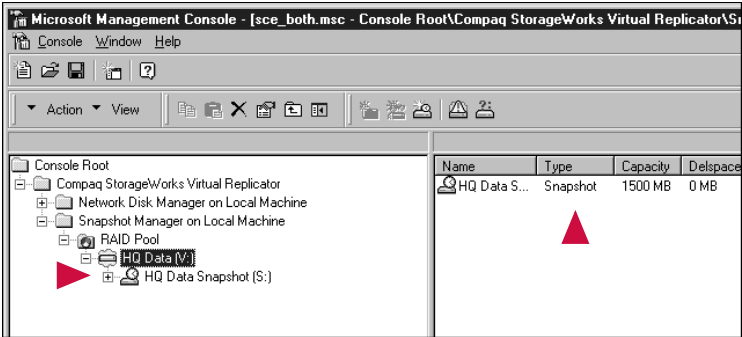 Microsoft Management Console - [sce_both.msc - Console Root\Compaq StorageWorks Virtual Replicator\
Console Window Help
Action View
Console Root
Compaq StorageWorks Virtual Replicator
Network Disk Manager on Local Machine
Snapshot Manager on Local Machine
RAID Pool
HQ Data (V:)
HQ Data Snapshot (S:)
Name Type Capacity Delspace
HQ Data S... Snapshot 1500 MB 0 MB